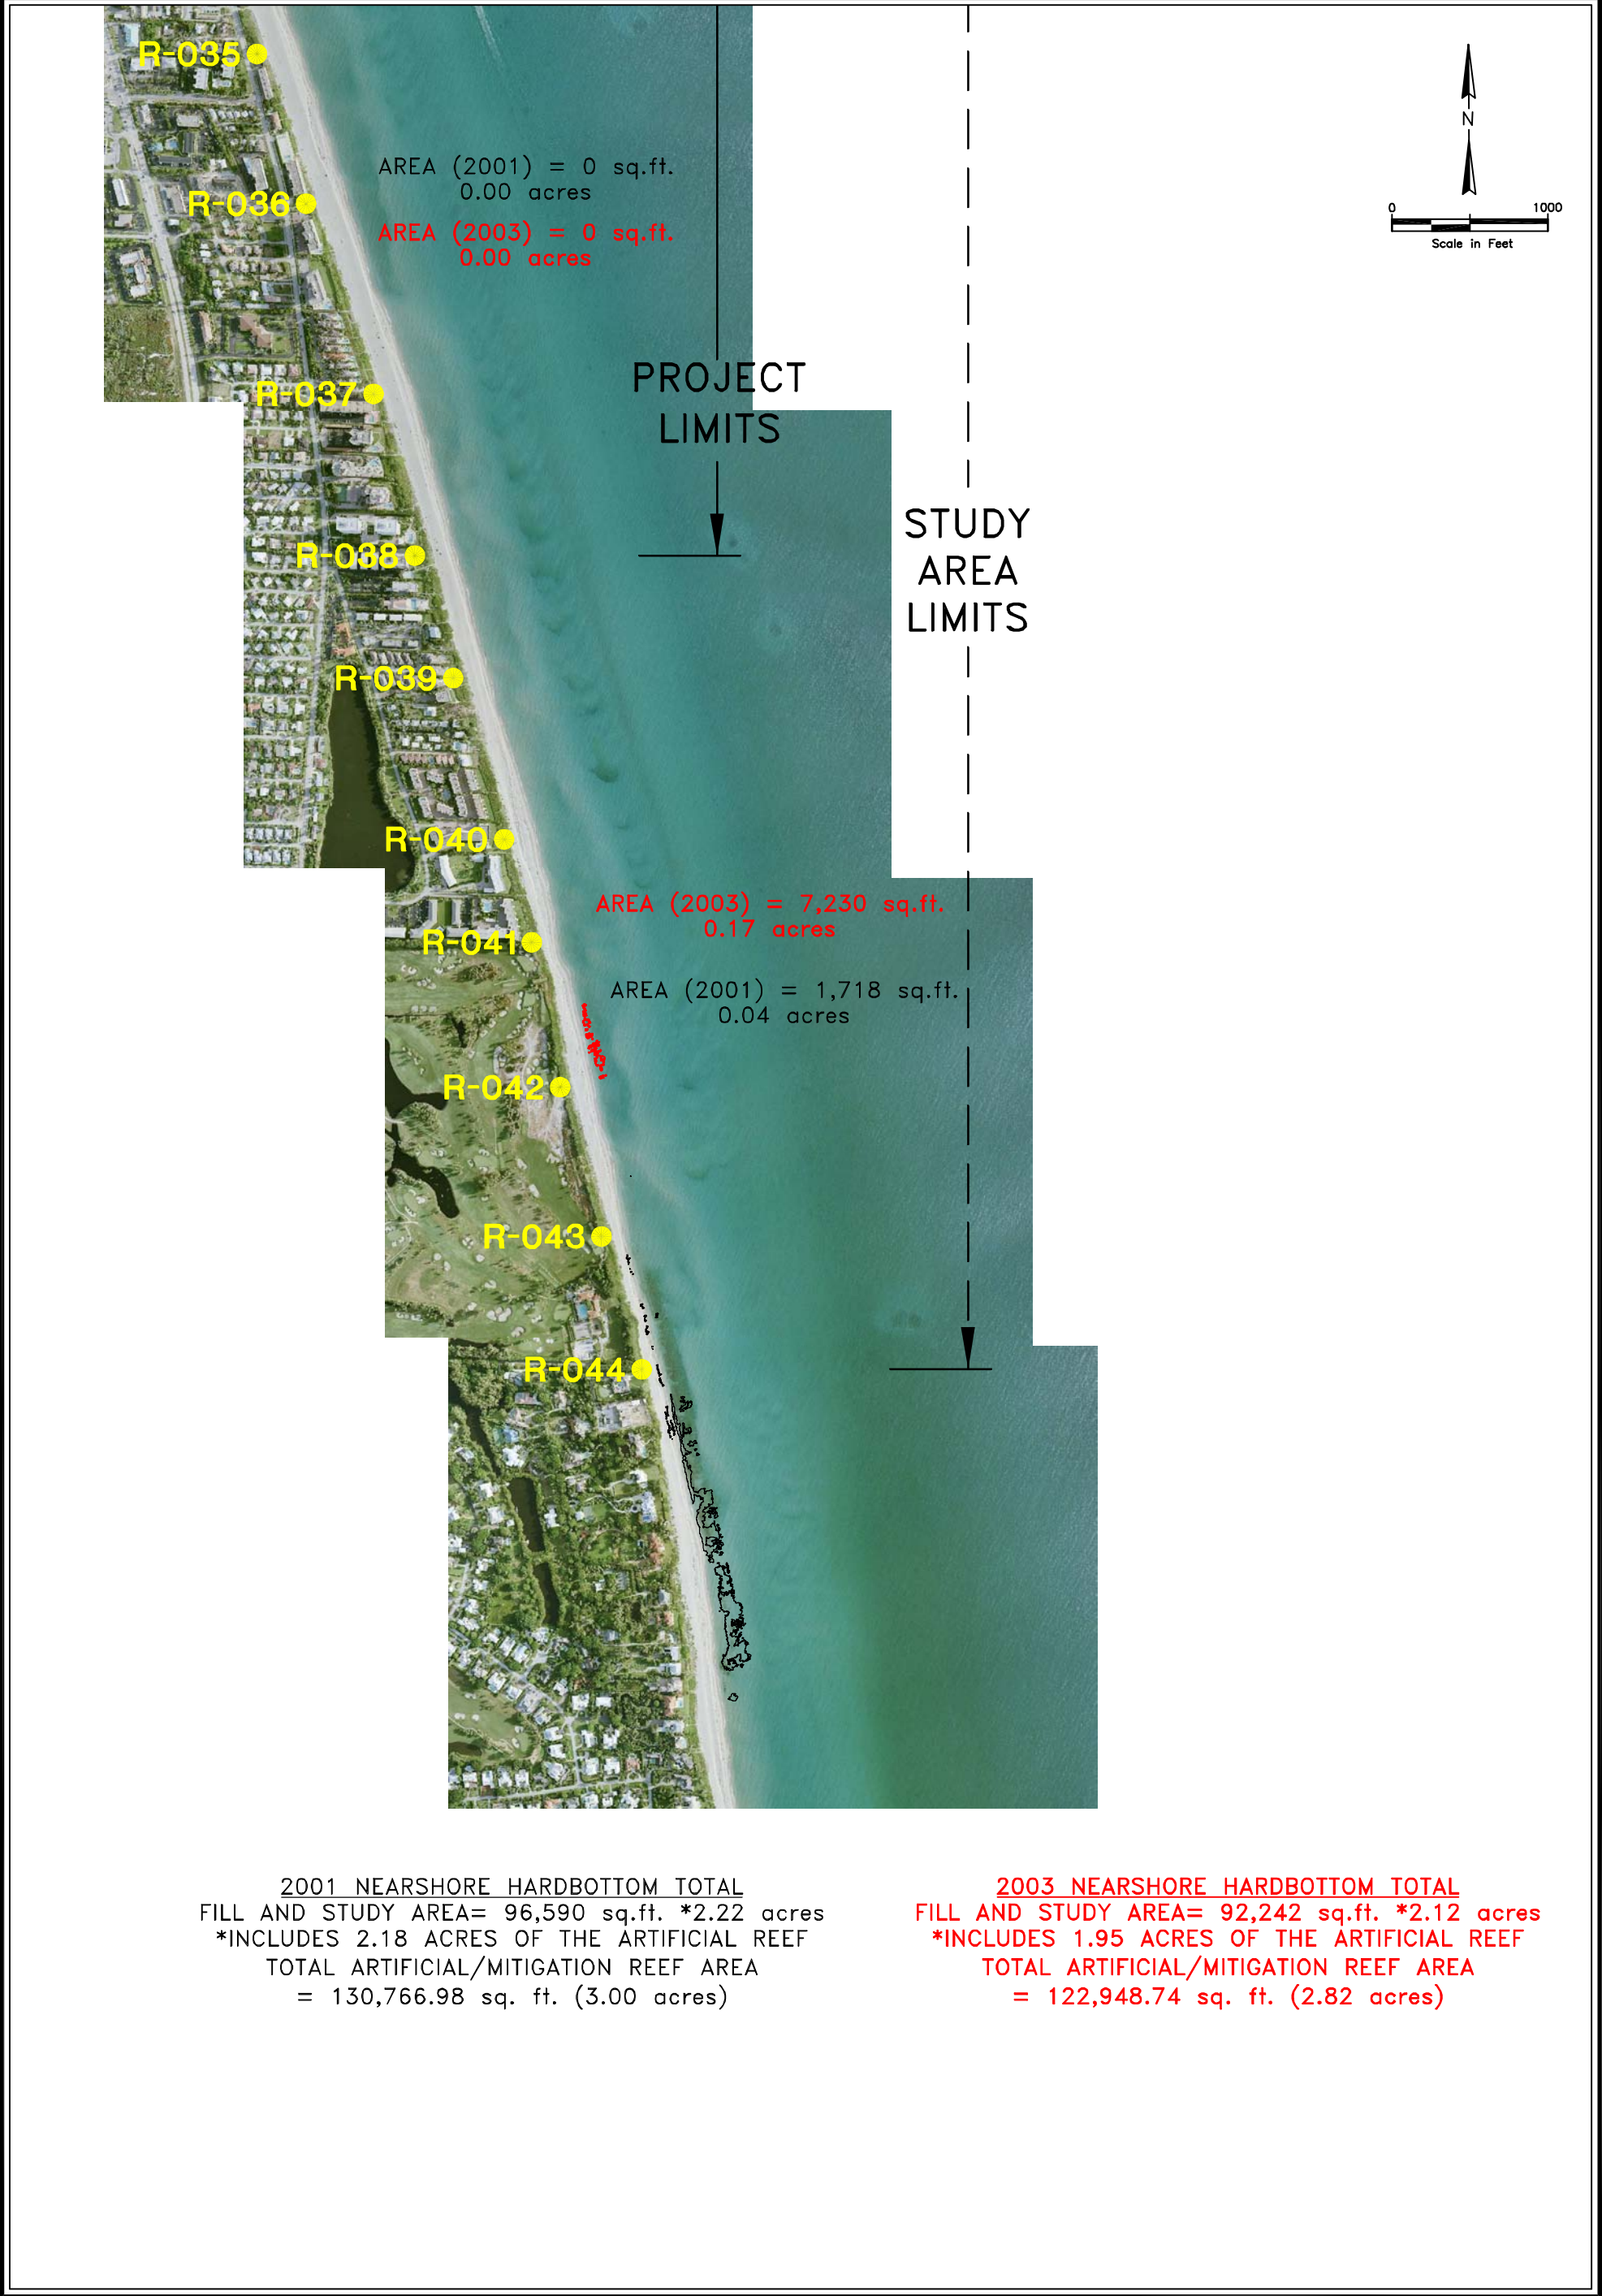 R-035
N
AREA (2001) = 0 sq.ft.
0.00 acres
R-036
0 1000
AREA (2003) = 0 sq.ft.
0.00 acres
Scale in Feet
PROJECT
LIMITS
R-037
STUDY
AREA
LIMITS
R-038
R-039
R-040
AREA (2003) = 7,230 sq.ft.
0.17 acres
R-041
AREA (2001) = 1,718 sq.ft.
0.04 acres
R-042
R-043
R-044
2001 NEARSHORE HARDBOTTOM TOTAL
FILL AND STUDY AREA= 96,590 sq.ft. *2.22 acres
*INCLUDES 2.18 ACRES OF THE ARTIFICIAL REEF
TOTAL ARTIFICIAL/MITIGATION REEF AREA
= 130,766.98 sq. ft. (3.00 acres)
2003 NEARSHORE HARDBOTTOM TOTAL
FILL AND STUDY AREA= 92,242 sq.ft. *2.12 acres
*INCLUDES 1.95 ACRES OF THE ARTIFICIAL REEF
TOTAL ARTIFICIAL/MITIGATION REEF AREA
= 122,948.74 sq. ft. (2.82 acres)